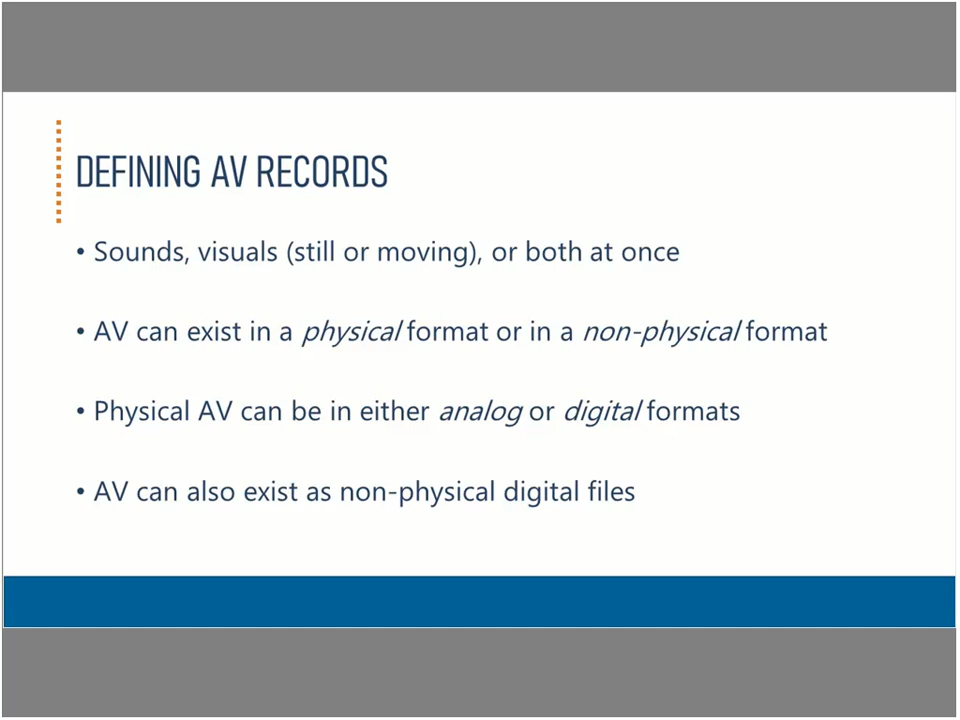 DEFINING AV RECORDS
• Sounds, visuals (still or moving), or both at once
• AV can exist in a physical format or in a non-physical format
• Physical AV can be in either analog or digital formats
• AV can also exist as non-physical digital files